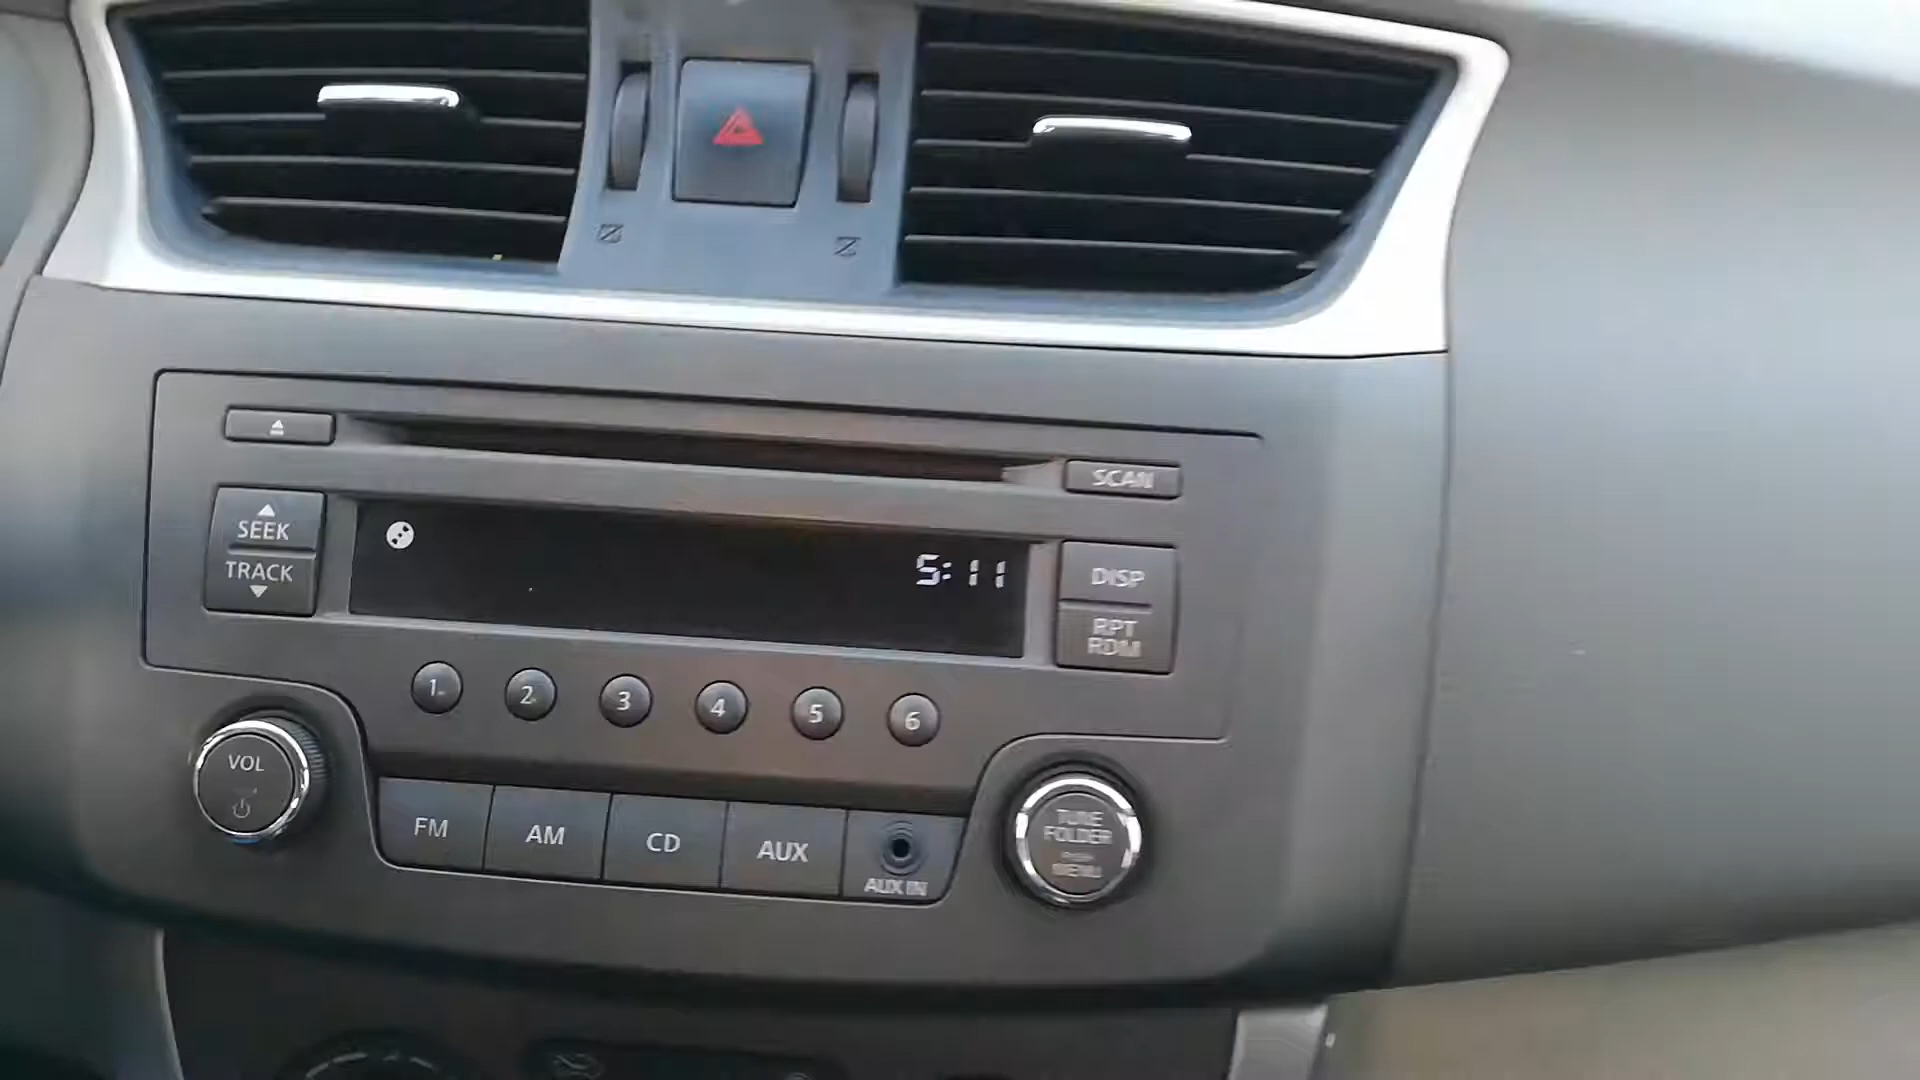 SCAN
SEEK
TRACK
5:11
DISP
RPT
RDM
1
2
3
4
5
6
VOL
FM
AM
CD
AUX
AUX IN
TUNE
FOLDER
MENU